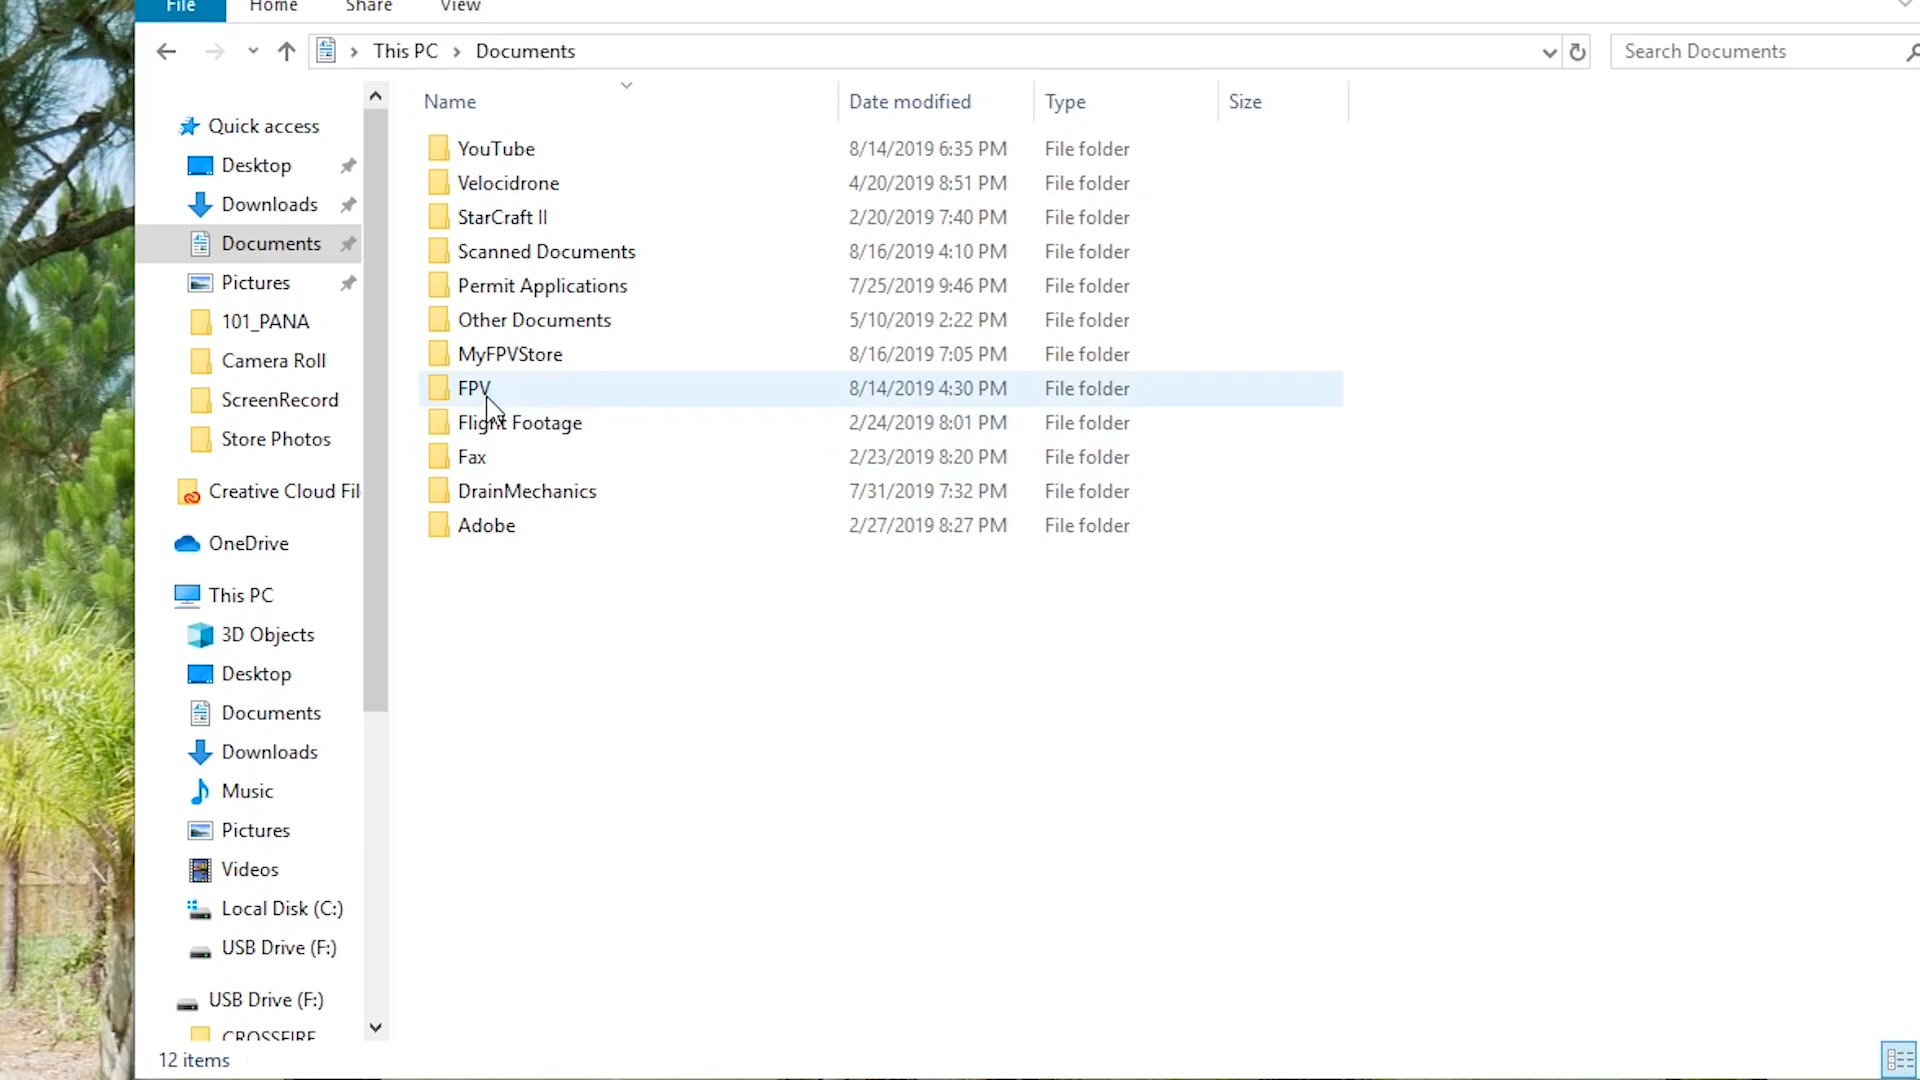 File Home Share View
This PC Documents
Search Documents
Name Date modified Type Size
Quick access
Desktop
Downloads
Documents
Pictures
101_PANA
Camera Roll
ScreenRecord
Store Photos
Creative Cloud Fil
OneDrive
This PC
3D Objects
Desktop
Documents
Downloads
Music
Pictures
Videos
Local Disk (C:)
USB Drive (F:)
USB Drive (F:)
CROSSFIRE
YouTube 8/14/2019 6:35 PM File folder
Velocidrone 4/20/2019 8:51 PM File folder
StarCraft II 2/20/2019 7:40 PM File folder
Scanned Documents 8/16/2019 4:10 PM File folder
Permit Applications 7/25/2019 9:46 PM File folder
Other Documents 5/10/2019 2:22 PM File folder
MyFPVStore 8/16/2019 7:05 PM File folder
FPV 8/14/2019 4:30 PM File folder
Flight Footage 2/24/2019 8:01 PM File folder
Fax 2/23/2019 8:20 PM File folder
DrainMechanics 7/31/2019 7:32 PM File folder
Adobe 2/27/2019 8:27 PM File folder
12 items